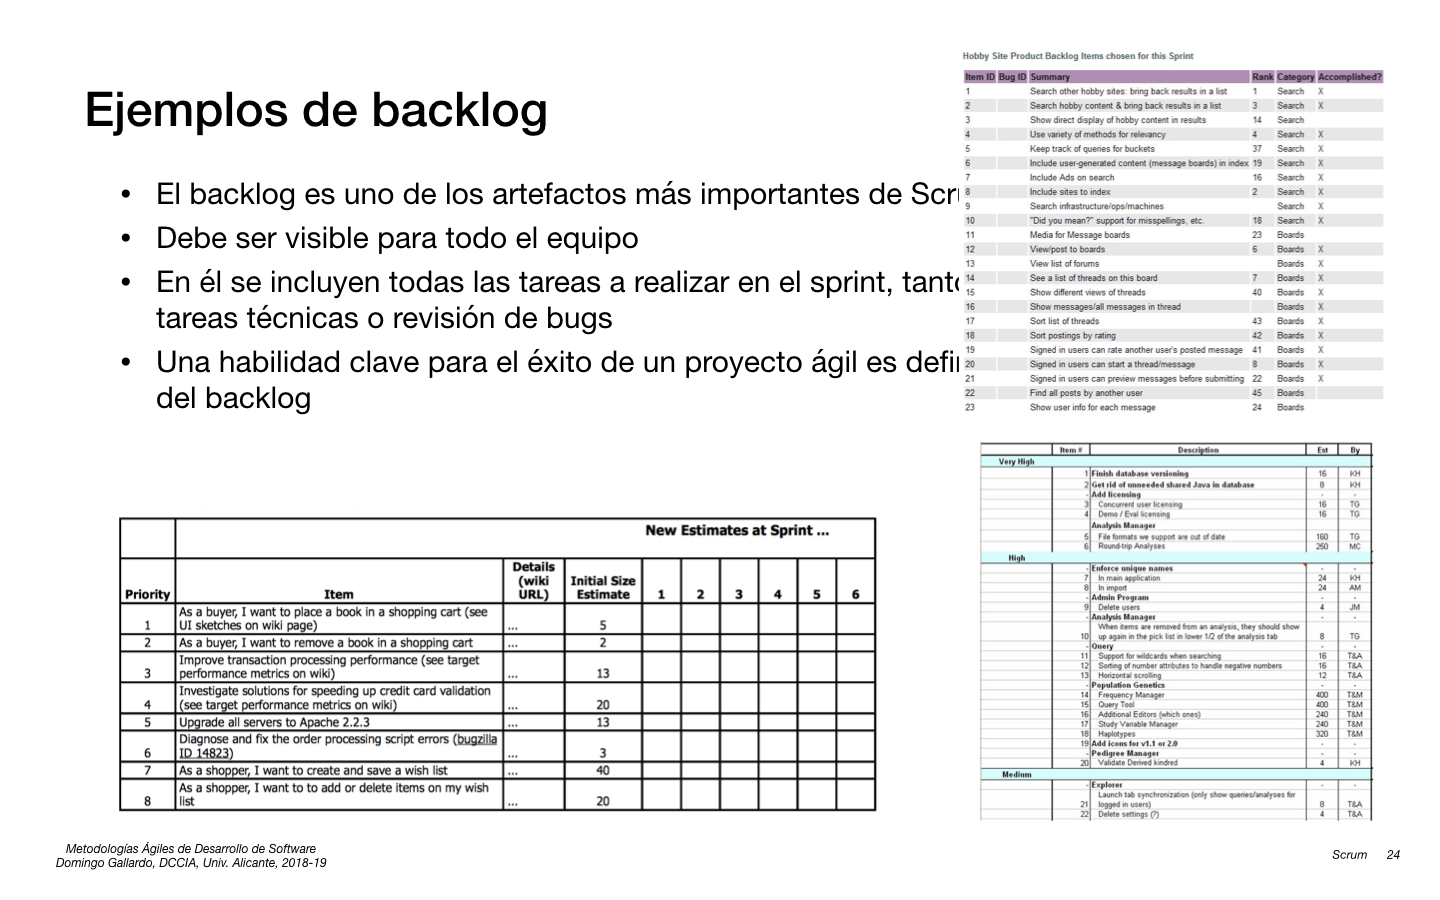 Ejemplos de backlog
• El backlog es uno de los artefactos más importantes de
• Debe ser visible para todo el equipo
• En él se incluyen todas las tareas a realizar en el sprint,
tareas técnicas o revisión de bugs
• Una habilidad clave para el éxito de un proyecto ágil es
del backlog
Hobby Site Product Backlog Items chosen for this Sprint
Item ID Bug ID Summary Rank Category Accomplished?
1 Search other hobby sites: bring back results in a list 1 Search X
2 Search hobby content & bring back results in a list 3 Search X
3 Show direct display of hobby content in results 14 Search
4 Use variety of methods for relevancy 4 Search X
5 Keep track of queries for buckets 37 Search X
6 Include user-generated content (message boards) in index 19 Search X
7 Include Ads on search 16 Search X
8 Include sites to index 2 Search X
9 Search infrastructure/ops/machines Search X
10 "Did you mean?" support for misspellings, etc. 18 Search X
11 Media for Message boards 23 Boards
12 View/post to boards 6 Boards X
13 View list of forums Boards X
14 See a list of threads on this board 7 Boards X
15 Show different views of threads 40 Boards X
16 Show messages/all messages in thread Boards X
17 Sort list of threads 43 Boards X
18 Sort postings by rating 42 Boards X
19 Signed in users can rate another user's posted message 41 Boards X
20 Signed in users can start a thread/message 8 Boards X
21 Signed in users can preview messages before submitting 22 Boards X
22 Find all posts by another user 45 Boards
23 Show user info for each message 24 Boards
Item # Description Est By
Very High
1 Finish database versioning 16 KH
2 Get rid of unneeded shared Java in database 8 KH
- Add licensing - -
3 Concurrent user licensing 16 TG
4 Demo / Eval licensing 16 TG
Analysis Manager
5 File formats we support are out of date 160 TG
6 Round-trip Analyses 250 MC
High
- Enforce unique names - -
7 In main application 24 KH
8 In import 24 AM
- Admin Program - -
9 Delete users 4 JM
- Analysis Manager - -
When items are removed from an analysis, they should show
10 up again in the pick list in lower 1/2 of the analysis tab 8 TG
- Query - -
11 Support for wildcards when searching 16 T&A
12 Sorting of number attributes to handle negative numbers 16 T&A
13 Horizontal scrolling 12 T&A
- Population Genetics - -
14 Frequency Manager 400 T&M
15 Query Tool 400 T&M
16 Additional Editors (which ones) 240 T&M
17 Study Variable Manager 240 T&M
18 Haplotypes 320 T&M
19 Add icons for v1.1 or 2.0 - -
- Pedigree Manager - -
20 Validate Derived kindred 4 KH
Medium
- Explorer - -
Launch tab synchronization (only show queries/analyses for
21 logged in users) 8 T&A
22 Delete settings (?) 4 T&A
New Estimates at Sprint ...
Details
(wiki Initial Size
Priority Item URL) Estimate 1 2 3 4 5 6
As a buyer, I want to place a book in a shopping cart (see
1 UI sketches on wiki page) ... 5
2 As a buyer, I want to remove a book in a shopping cart ... 2
Improve transaction processing performance (see target
3 performance metrics on wiki) ... 13
Investigate solutions for speeding up credit card validation
4 (see target performance metrics on wiki) ... 20
5 Upgrade all servers to Apache 2.2.3 ... 13
Diagnose and fix the order processing script errors (bugzilla
6 ID 14823) ... 3
7 As a shopper, I want to create and save a wish list ... 40
As a shopper, I want to to add or delete items on my wish
8 list ... 20
Metodologías Ágiles de Desarrollo de Software
Domingo Gallardo, DCCIA, Univ. Alicante, 2018-19
Scrum 24